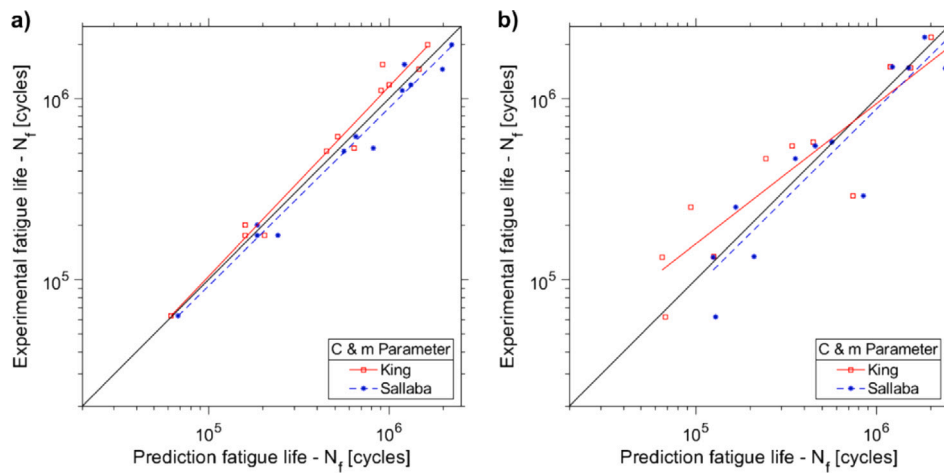 a)
Experimental fatigue life - N_f [cycles]
10^6
10^5
10^5 10^6
Prediction fatigue life - N_f [cycles]
C & m Parameter
King
Sallaba
b)
Experimental fatigue life - N_f [cycles]
10^6
10^5
10^5 10^6
Prediction fatigue life - N_f [cycles]
C & m Parameter
King
Sallaba